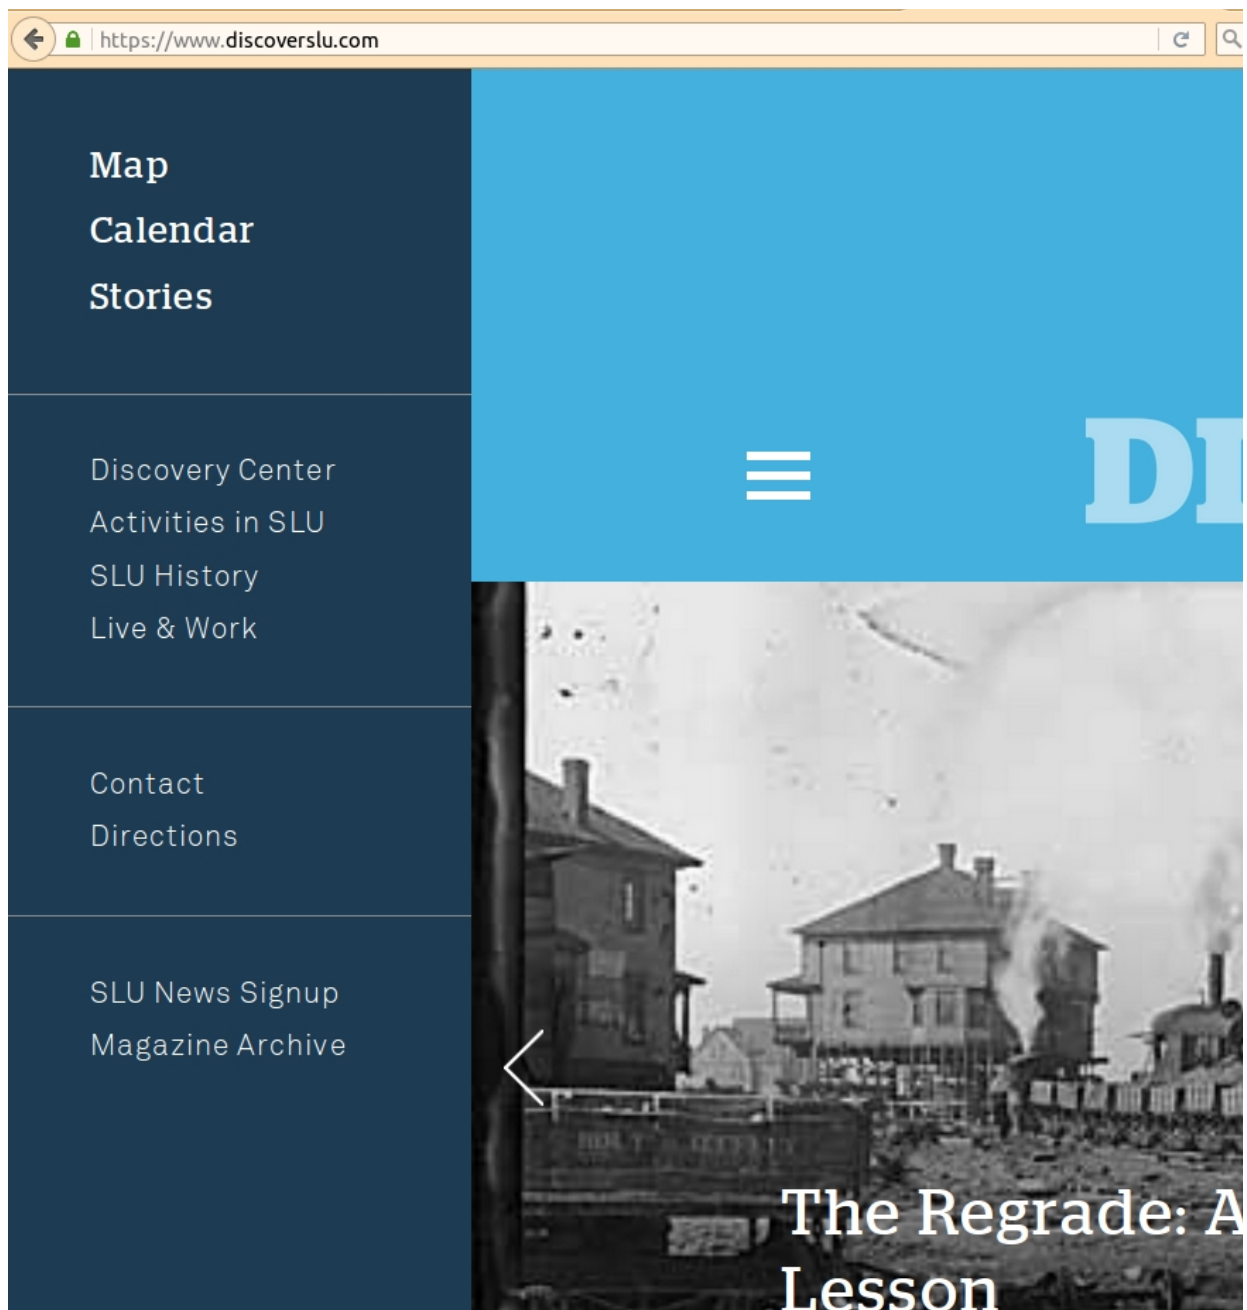 https://www.discoverslu.com
Map
Calendar
Stories
Discovery Center
Activities in SLU
SLU History
Live & Work
Contact
Directions
SLU News Signup
Magazine Archive
DI
The Regrade: A
Lesson